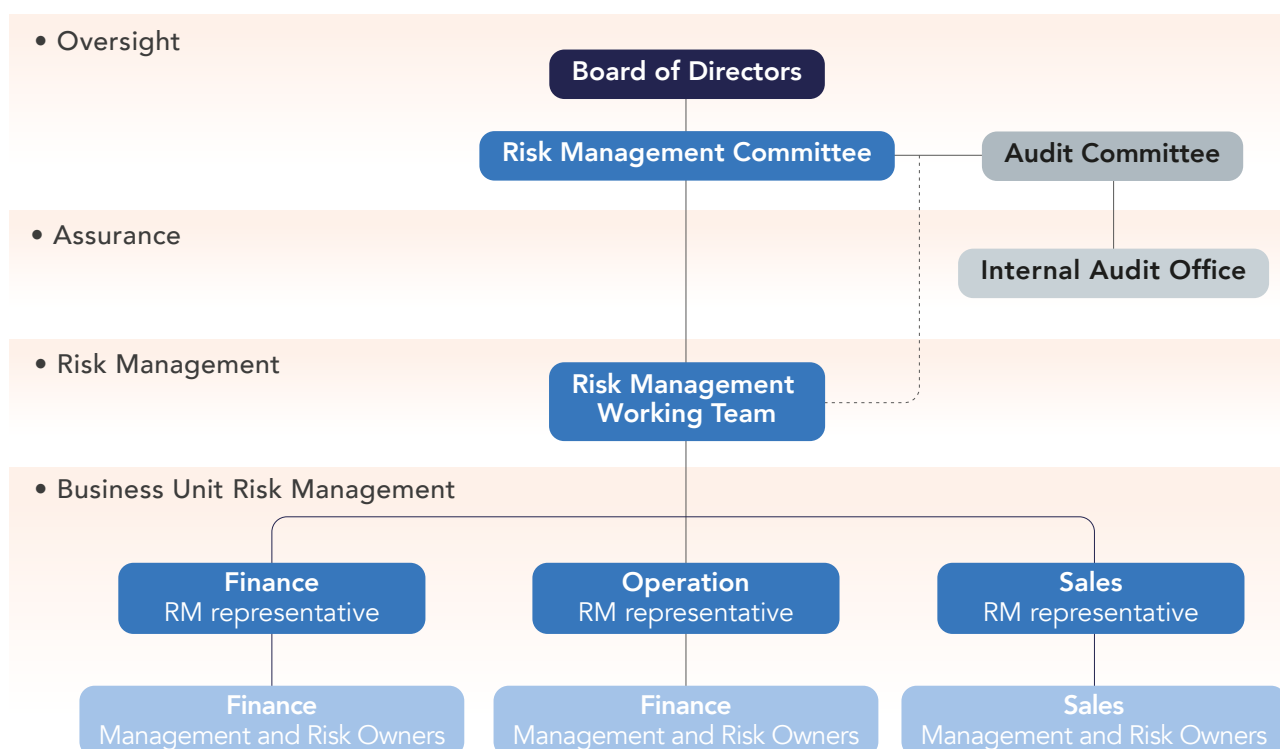 • Oversight
Board of Directors
Risk Management Committee
Audit Committee
• Assurance
Internal Audit Office
• Risk Management
Risk Management
Working Team
• Business Unit Risk Management
Finance
RM representative
Operation
RM representative
Sales
RM representative
Finance
Management and Risk Owners
Finance
Management and Risk Owners
Sales
Management and Risk Owners